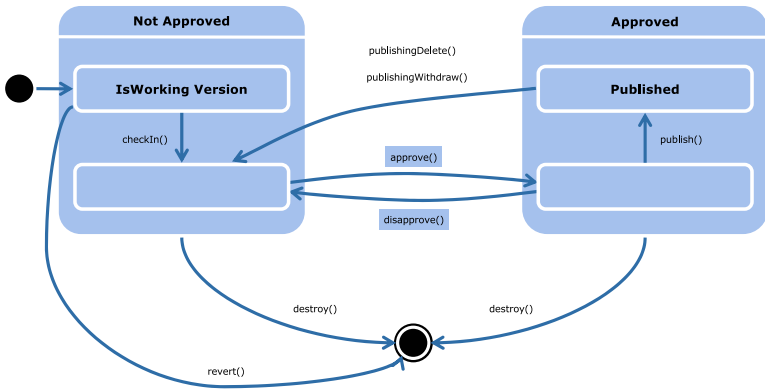 Not Approved
Approved
publishingDelete()
publishingWithdraw()
IsWorking Version
Published
checkIn()
publish()
approve()
disapprove()
destroy()
destroy()
revert()